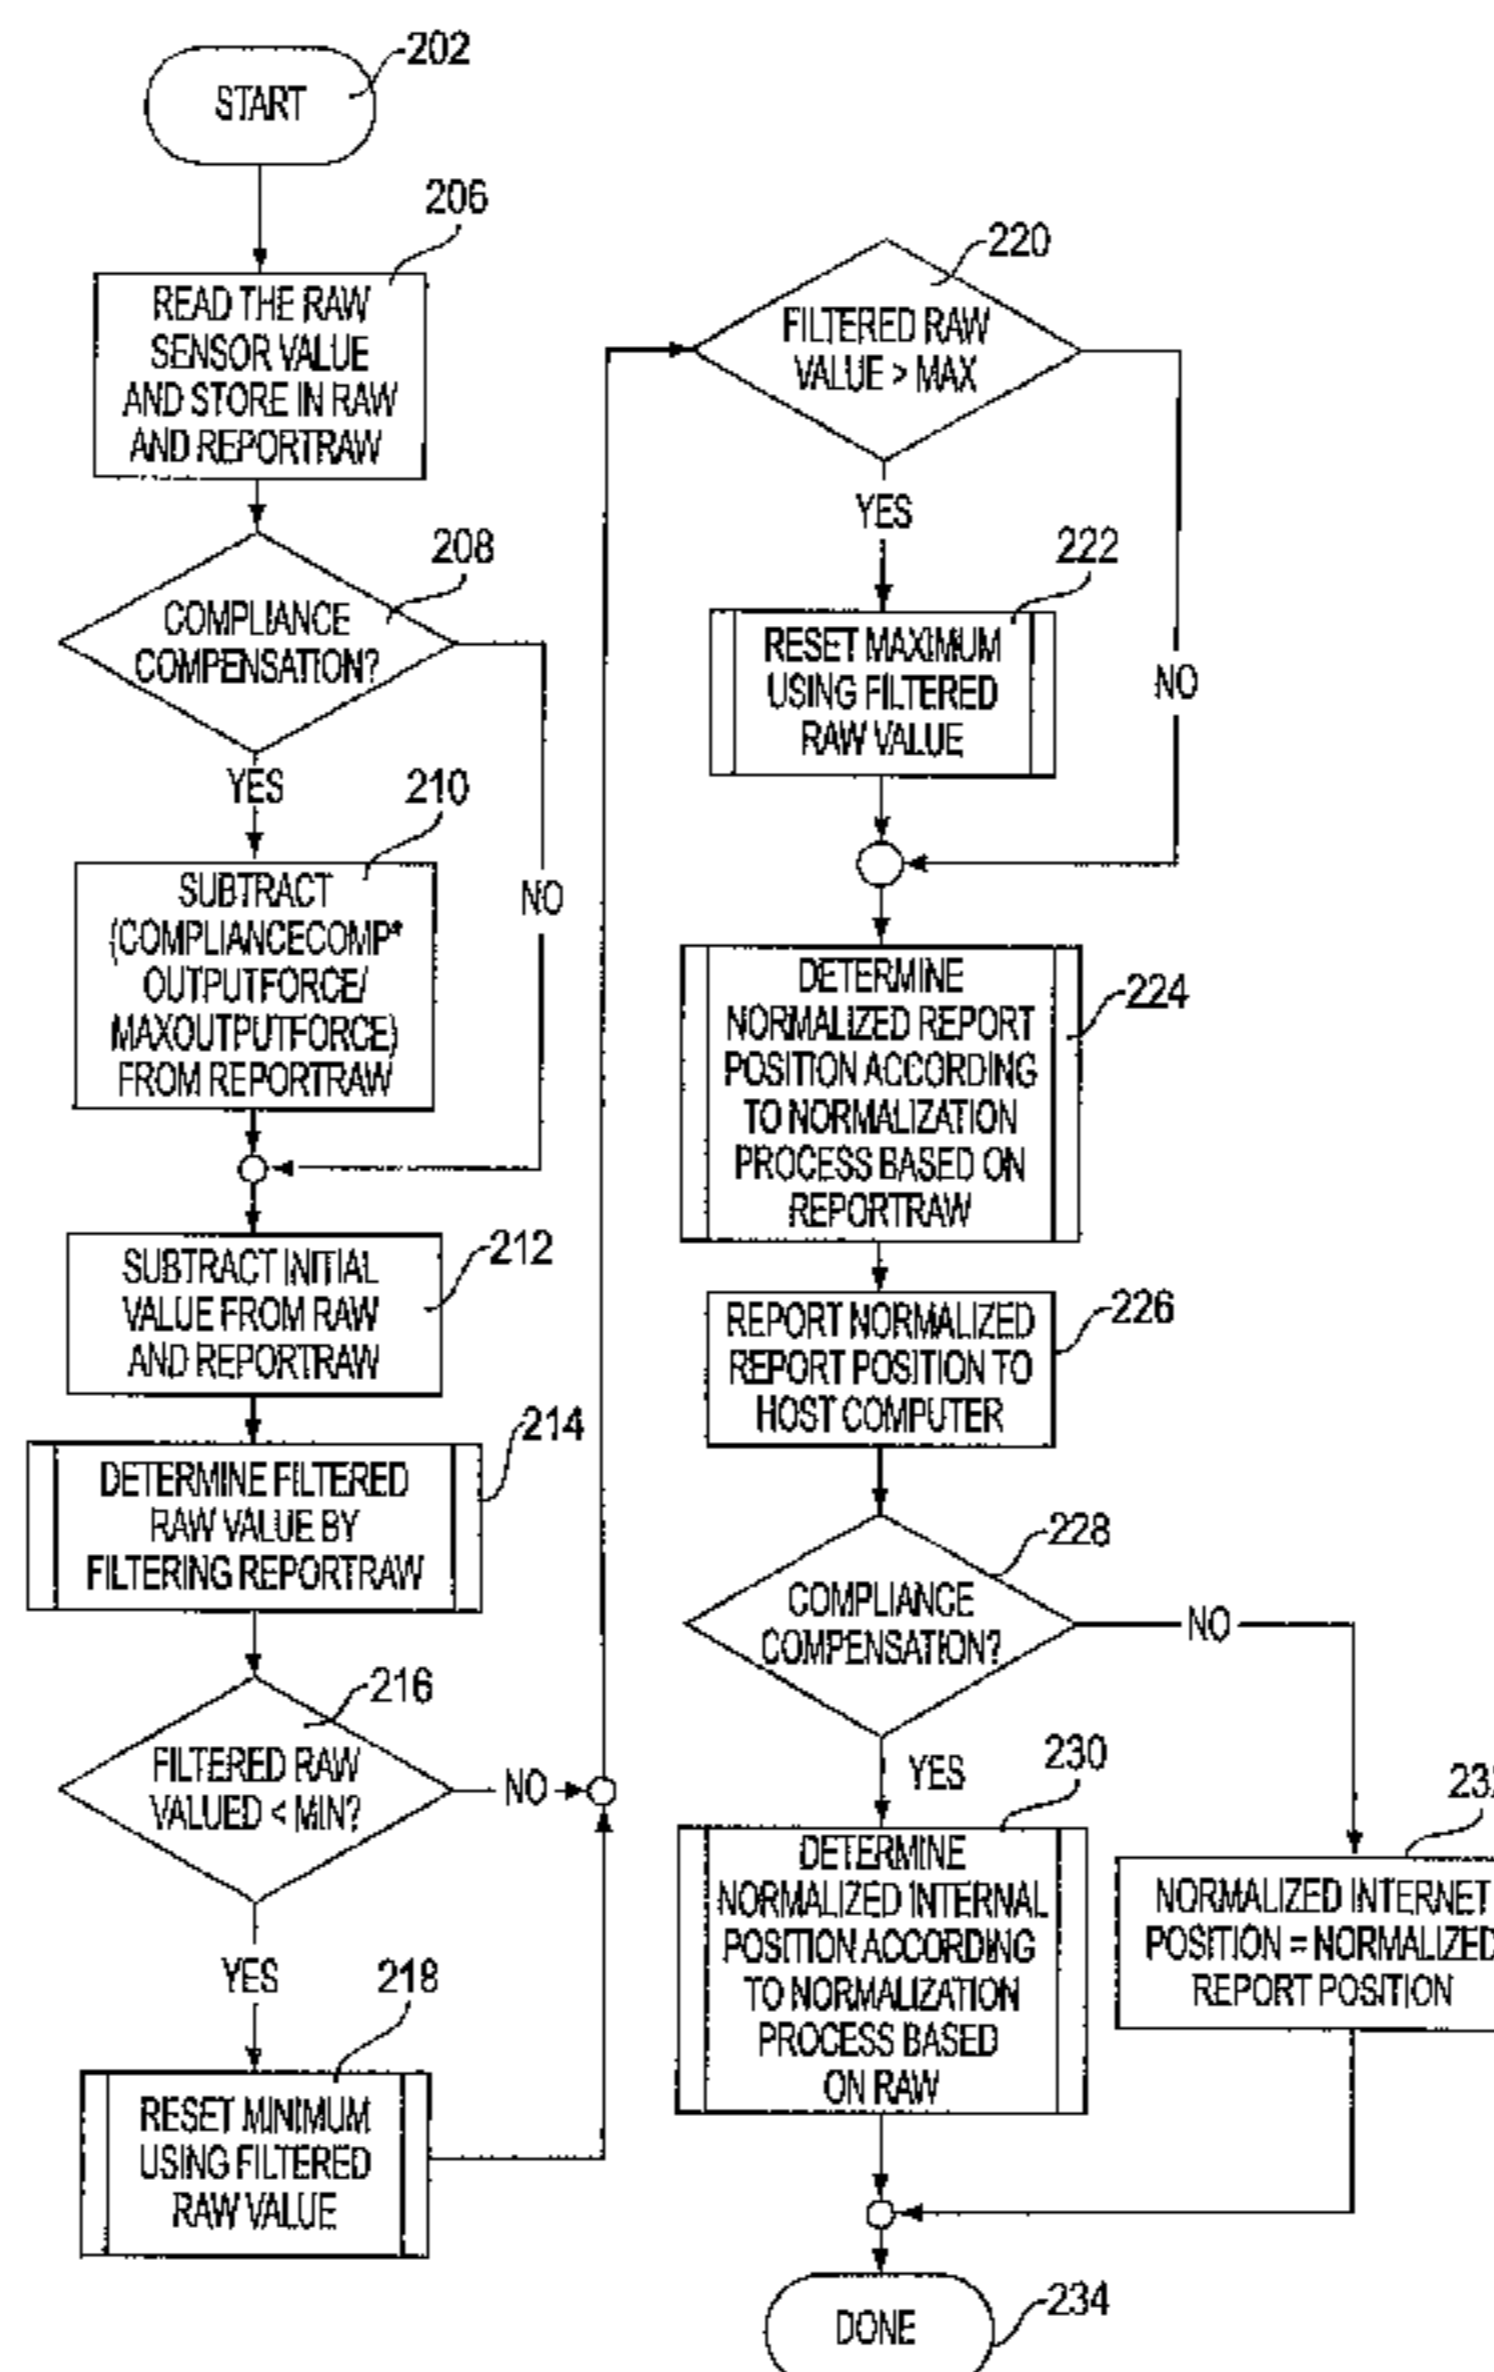 202
START
206
READ THE RAW
SENSOR VALUE
AND STORE IN RAW
AND REPORTRAW
208
COMPLIANCE
COMPENSATION?
YES
NO
210
SUBTRACT
(COMPLIANCECOMP*
OUTPUTFORCE/
MAXOUTPUTFORCE)
FROM REPORTRAW
212
SUBTRACT INITIAL
VALUE FROM RAW
AND REPORTRAW
214
DETERMINE FILTERED
RAW VALUE BY
FILTERING REPORTRAW
216
FILTERED RAW
VALUED < MIN?
NO
YES
218
RESET MINIMUM
USING FILTERED
RAW VALUE
220
FILTERED RAW
VALUE > MAX
YES
NO
222
RESET MAXIMUM
USING FILTERED
RAW VALUE
224
DETERMINE
NORMALIZED REPORT
POSITION ACCORDING
TO NORMALIZATION
PROCESS BASED ON
REPORTRAW
226
REPORT NORMALIZED
REPORT POSITION TO
HOST COMPUTER
228
COMPLIANCE
COMPENSATION?
NO
YES
230
DETERMINE
NORMALIZED INTERNAL
POSITION ACCORDING
TO NORMALIZATION
PROCESS BASED
ON RAW
NORMALIZED INTERNET
POSITION = NORMALIZED
REPORT POSITION
234
DONE